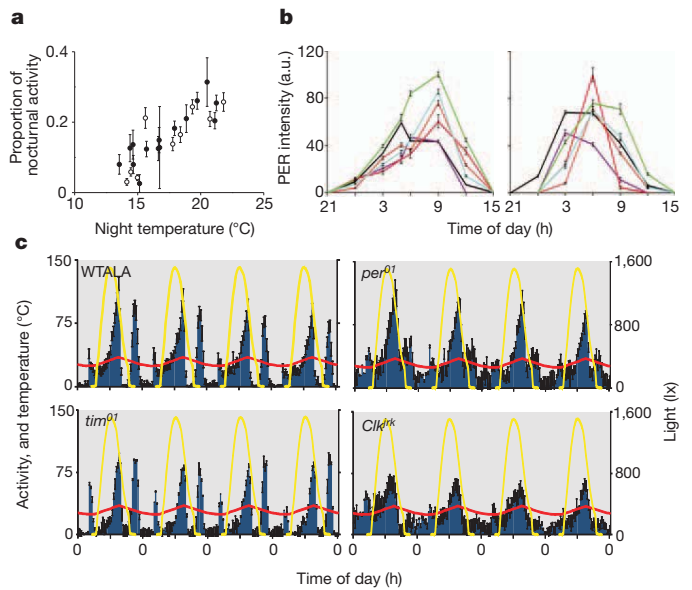 a
Proportion of
nocturnal activity
0.4
0.2
0
10 15 20 25
Night temperature (°C)
b
PER intensity (a.u.)
120
80
40
0
21 3 9 15
21 3 9 15
Time of day (h)
c
Activity, and temperature (°C)
150
75
0
WTALA
per⁰¹
1,600
800
0
150
75
0
tim⁰¹
Clkʲʳᵏ
1,600
800
0
Light (lx)
0 0 0 0 0 0 0 0
Time of day (h)